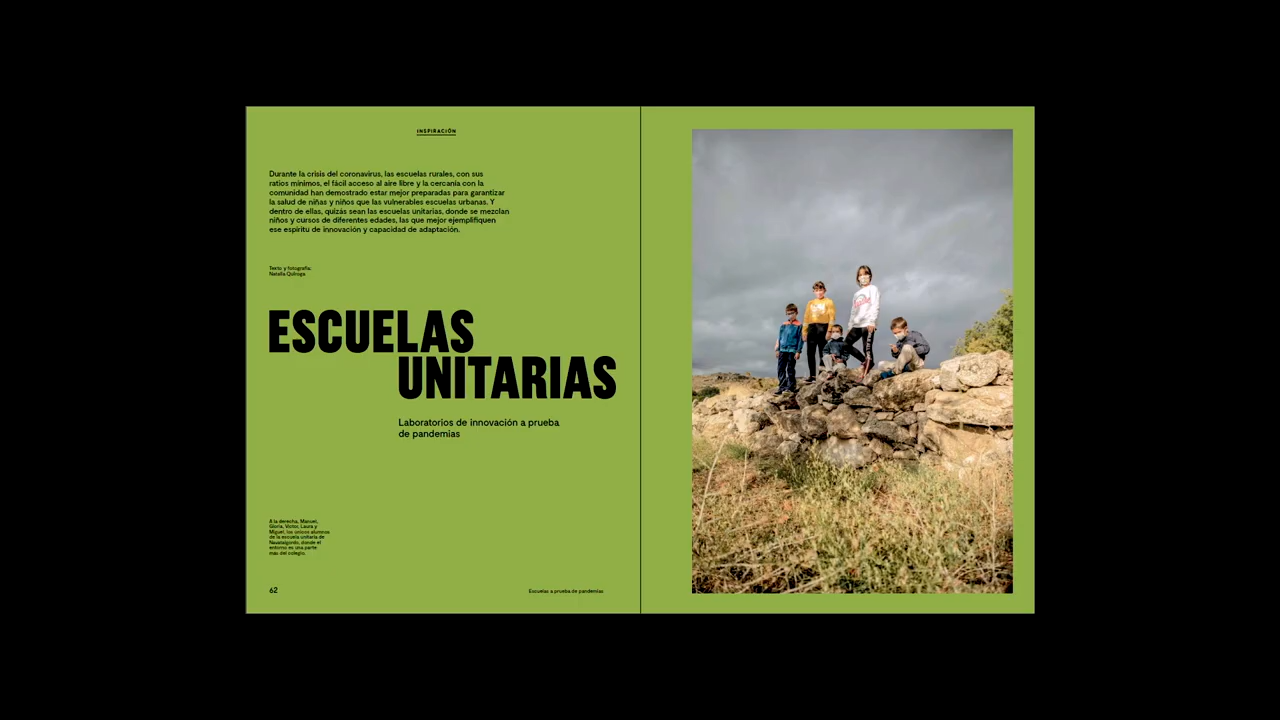 INSPIRACIÓN
Durante la crisis del coronavirus, las escuelas rurales, con sus
ratios mínimos, el fácil acceso al aire libre y la cercanía con la
comunidad han demostrado estar mejor preparadas para garantizar
la salud de niñas y niños que las vulnerables escuelas urbanas. Y
dentro de ellas, quizás sean las escuelas unitarias, donde se mezclan
niños y cursos de diferentes edades, las que mejor ejemplifiquen
ese espíritu de innovación y capacidad de adaptación.
Texto y fotografía:
Natalia Quiroga
ESCUELAS
UNITARIAS
Laboratorios de innovación a prueba
de pandemias
A la derecha, Manuel,
Gloria, Víctor, Laura y
Miguel, los únicos alumnos
de la escuela unitaria de
Navatalgordo, donde el
entorno es una parte
más del colegio.
62
Escuelas a prueba de pandemias